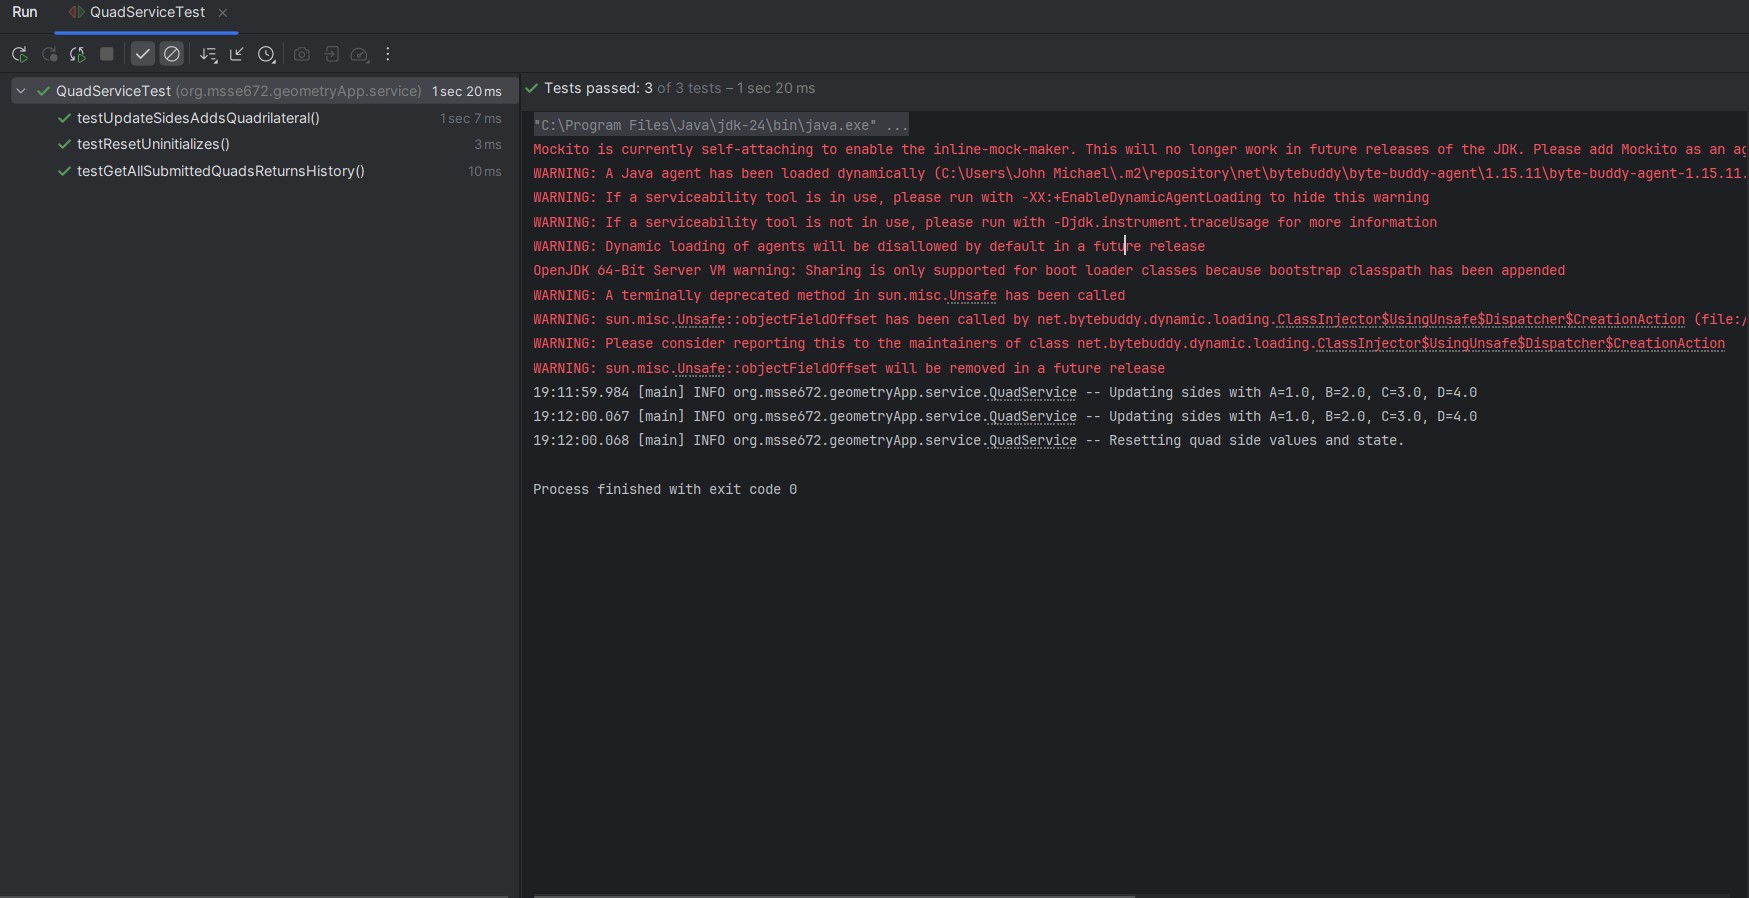 Run QuadServiceTest
QuadServiceTest (org.msse672.geometryApp.service) 1 sec 20 ms
testUpdateSidesAddsQuadrilateral() 1 sec 7 ms
testResetUninitializes() 3 ms
testGetAllSubmittedQuadsReturnsHistory() 10 ms
Tests passed: 3 of 3 tests – 1 sec 20 ms
"C:\Program Files\Java\jdk-24\bin\java.exe" ...
Mockito is currently self-attaching to enable the inline-mock-maker. This will no longer work in future releases of the JDK. Please add Mockito as an
WARNING: A Java agent has been loaded dynamically (C:\Users\John Michael\.m2\repository\net\bytebuddy\byte-buddy-agent\1.15.11\byte-buddy-agent-1.15.11.
WARNING: If a serviceability tool is in use, please run with -XX:+EnableDynamicAgentLoading to hide this warning
WARNING: If a serviceability tool is not in use, please run with -Djdk.instrument.traceUsage for more information
WARNING: Dynamic loading of agents will be disallowed by default in a future release
OpenJDK 64-Bit Server VM warning: Sharing is only supported for boot loader classes because bootstrap classpath has been appended
WARNING: A terminally deprecated method in sun.misc.Unsafe has been called
WARNING: sun.misc.Unsafe::objectFieldOffset has been called by net.bytebuddy.dynamic.loading.ClassInjector$UsingUnsafe$Dispatcher$CreationAction (file:/
WARNING: Please consider reporting this to the maintainers of class net.bytebuddy.dynamic.loading.ClassInjector$UsingUnsafe$Dispatcher$CreationAction
WARNING: sun.misc.Unsafe::objectFieldOffset will be removed in a future release
19:11:59.984 [main] INFO org.msse672.geometryApp.service.QuadService -- Updating sides with A=1.0, B=2.0, C=3.0, D=4.0
19:12:00.067 [main] INFO org.msse672.geometryApp.service.QuadService -- Updating sides with A=1.0, B=2.0, C=3.0, D=4.0
19:12:00.068 [main] INFO org.msse672.geometryApp.service.QuadService -- Resetting quad side values and state.
Process finished with exit code 0